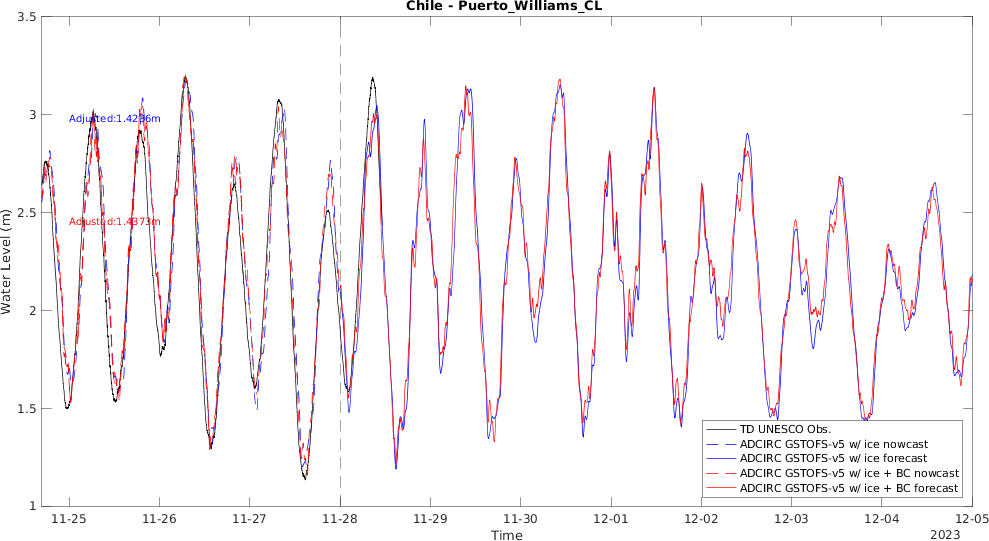 Chile - Puerto_Williams_CL
3.5
3
2.5
2
1.5
1
Water Level (m)
Adjusted:1.4236m
Adjusted:1.4373m
TD UNESCO Obs.
ADCIRC GSTOFS-v5 w/ ice nowcast
ADCIRC GSTOFS-v5 w/ ice forecast
ADCIRC GSTOFS-v5 w/ ice + BC nowcast
ADCIRC GSTOFS-v5 w/ ice + BC forecast
11-25 11-26 11-27 11-28 11-29 11-30 12-01 12-02 12-03 12-04 12-05
Time
2023